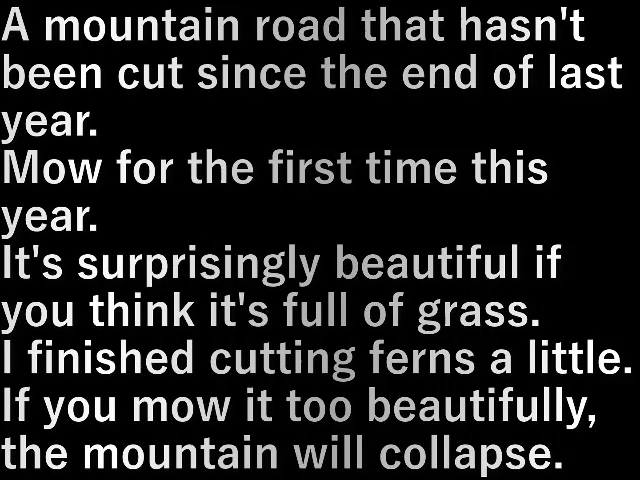 A mountain road that hasn't
been cut since the end of last
year.
Mow for the first time this
year.
It's surprisingly beautiful if
you think it's full of grass.
I finished cutting ferns a little.
If you mow it too beautifully,
the mountain will collapse.